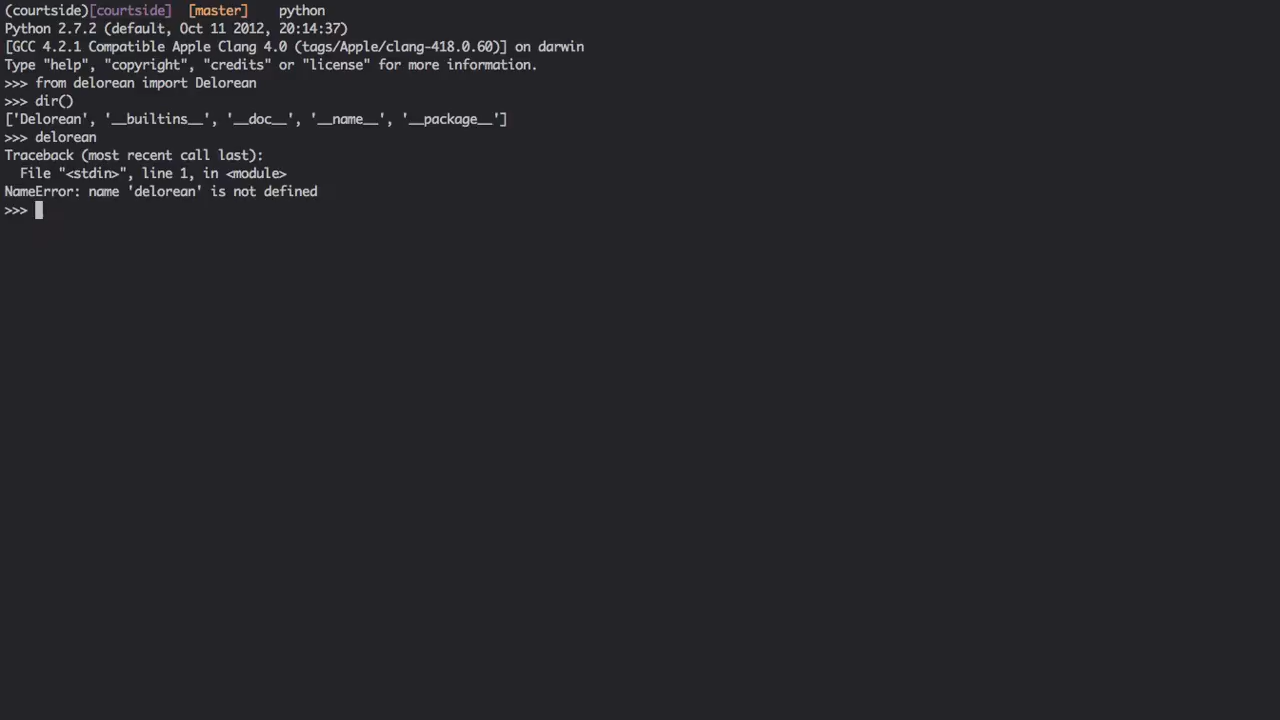 (courtside)[courtside] [master] python
Python 2.7.2 (default, Oct 11 2012, 20:14:37)
[GCC 4.2.1 Compatible Apple Clang 4.0 (tags/Apple/clang-418.0.60)] on darwin
Type "help", "copyright", "credits" or "license" for more information.
>>> from delorean import Delorean
>>> dir()
['Delorean', '__builtins__', '__doc__', '__name__', '__package__']
>>> delorean
Traceback (most recent call last):
  File "<stdin>", line 1, in <module>
NameError: name 'delorean' is not defined
>>>